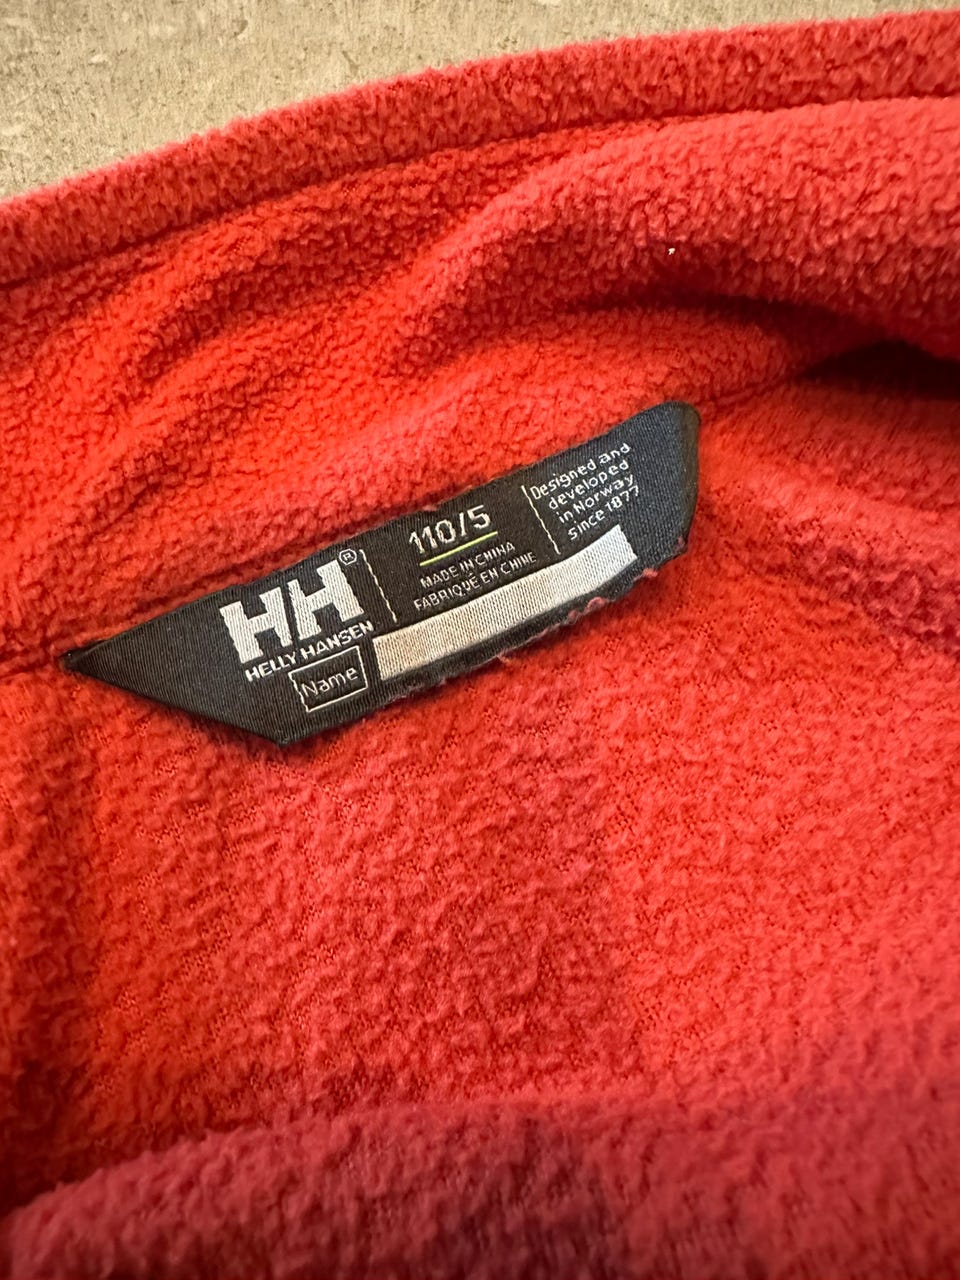 HH®
HELLY HANSEN
Name
110/5
MADE IN CHINA
FABRIQUÉ EN CHINE
Designed and
developed
in Norway
since 1877